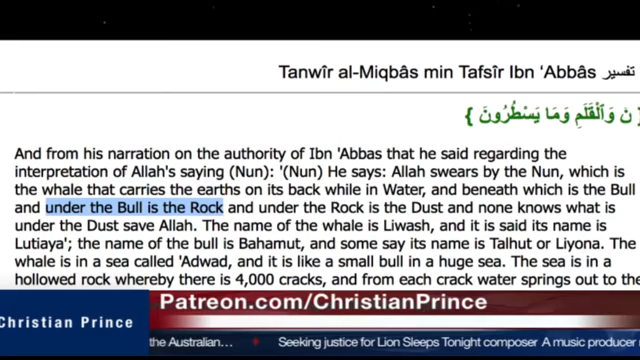 Tanwîr al-Miqbâs min Tafsîr Ibn 'Abbâs تفسير
ن وَٱلْقَلَمِ وَمَا يَسْطُرُونَ }
And from his narration on the authority of Ibn 'Abbas that he said regarding the
interpretation of Allah's saying (Nun): '(Nun) He says: Allah swears by the Nun, which is
the whale that carries the earths on its back while in Water, and beneath which is the Bull
and under the Bull is the Rock and under the Rock is the Dust and none knows what is
under the Dust save Allah. The name of the whale is Liwash, and it is said its name is
Lutiaya'; the name of the bull is Bahamut, and some say its name is Talhut or Liyona. The
whale is in a sea called 'Adwad, and it is like a small bull in a huge sea. The sea is in a
hollowed rock whereby there is 4,000 cracks, and from each crack water springs out to the
Patreon.com/ChristianPrince
Christian Prince
the Australian... Seeking justice for Lion Sleeps Tonight composer A music producer i